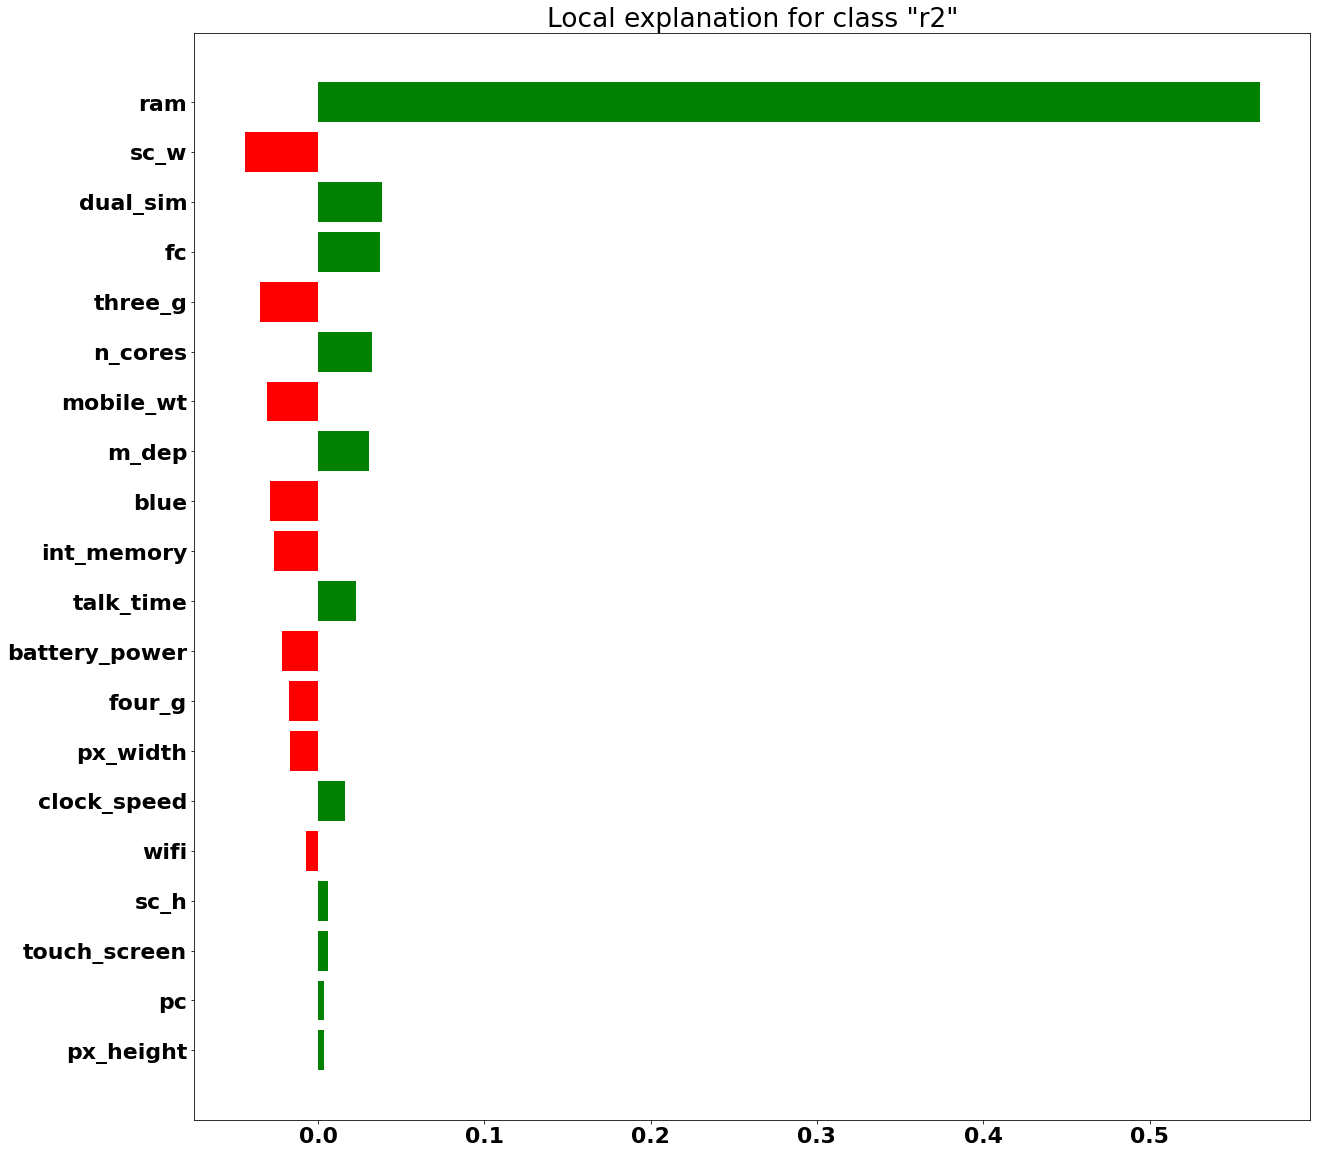 Local explanation for class "r2"
ram
sc_w
dual_sim
fc
three_g
n_cores
mobile_wt
m_dep
blue
int_memory
talk_time
battery_power
four_g
px_width
clock_speed
wifi
sc_h
touch_screen
pc
px_height
0.0 0.1 0.2 0.3 0.4 0.5